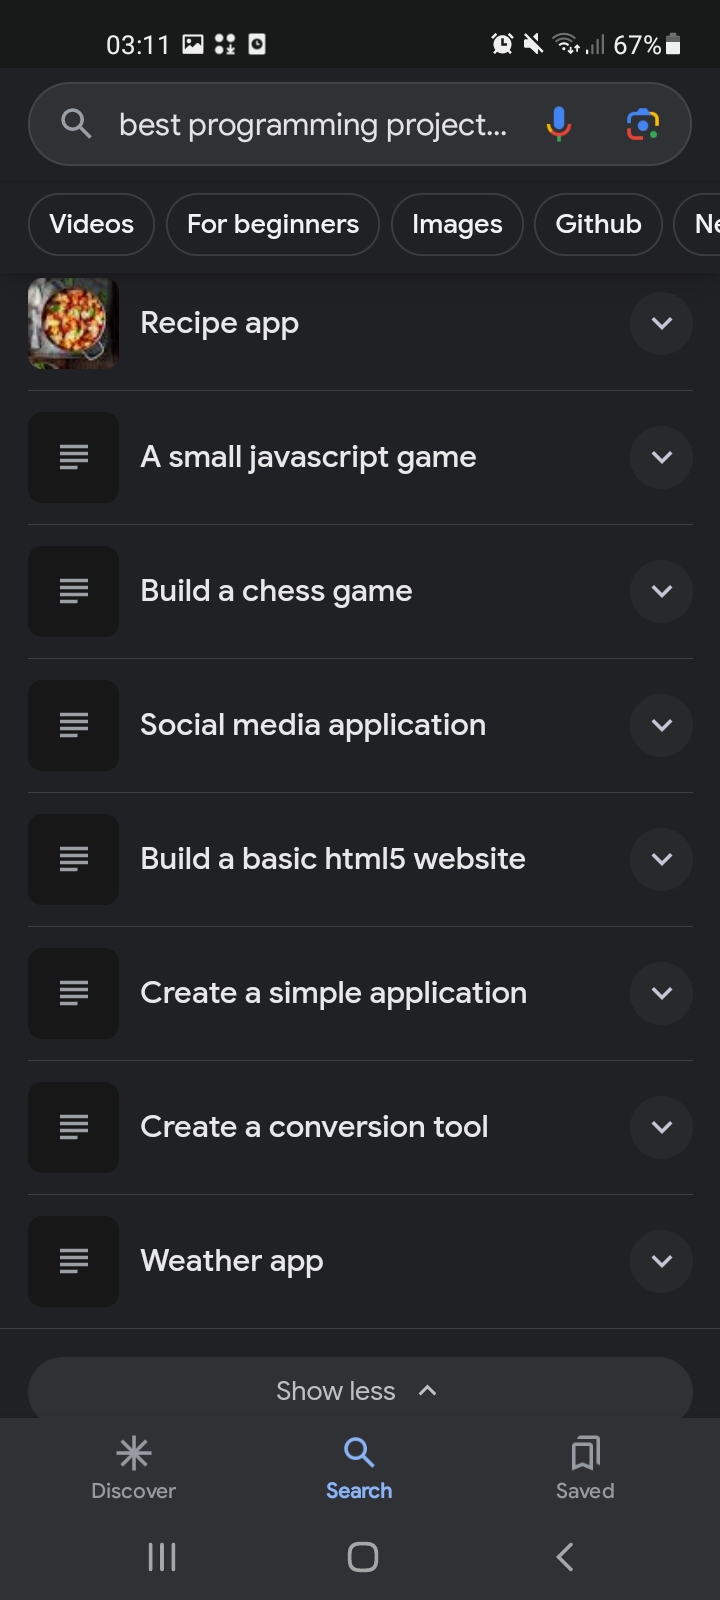 03:11 67%
best programming project...
Videos For beginners Images Github Ne
Recipe app
A small javascript game
Build a chess game
Social media application
Build a basic html5 website
Create a simple application
Create a conversion tool
Weather app
Show less
Discover Search Saved